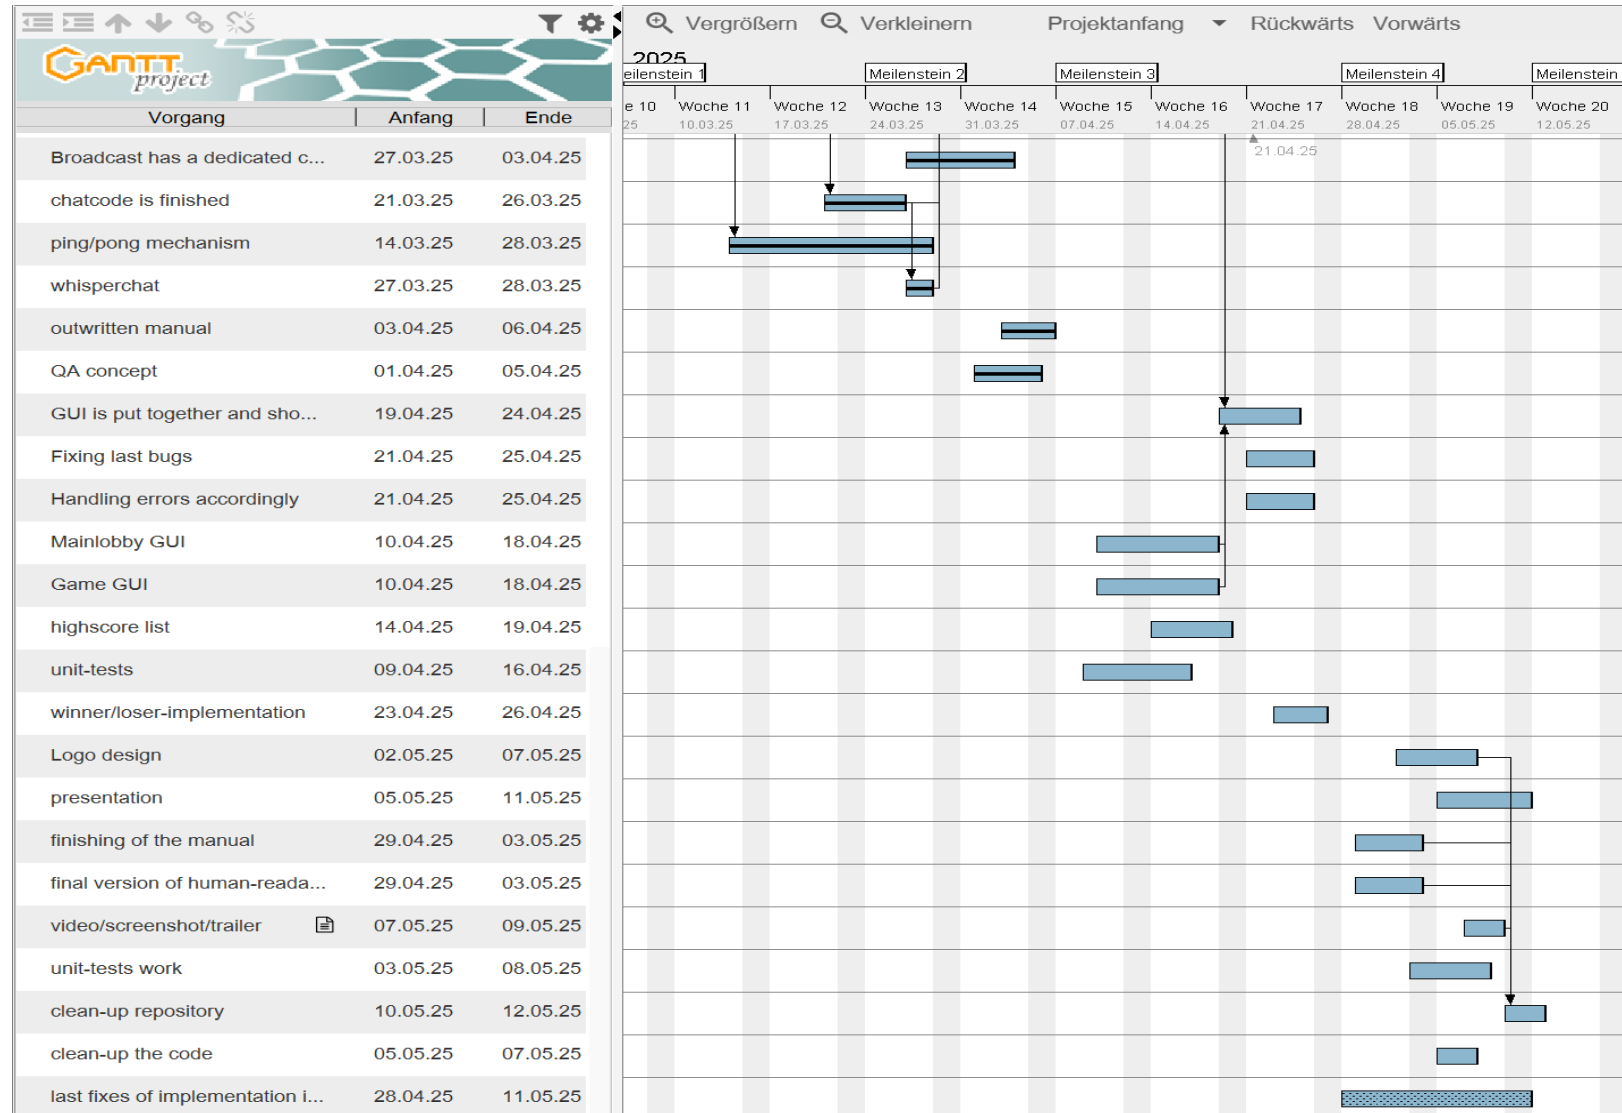 Vergrößern Verkleinern Projektanfang Rückwärts Vorwärts
GANTT
project
2025
eilenstein 1 Meilenstein 2 Meilenstein 3 Meilenstein 4 Meilenstein
Vorgang Anfang Ende
e 10 Woche 11 Woche 12 Woche 13 Woche 14 Woche 15 Woche 16 Woche 17 Woche 18 Woche 19 Woche 20
25 10.03.25 17.03.25 24.03.25 31.03.25 07.04.25 14.04.25 21.04.25 28.04.25 05.05.25 12.05.25
21.04.25
Broadcast has a dedicated c... 27.03.25 03.04.25
chatcode is finished 21.03.25 26.03.25
ping/pong mechanism 14.03.25 28.03.25
whisperchat 27.03.25 28.03.25
outwritten manual 03.04.25 06.04.25
QA concept 01.04.25 05.04.25
GUI is put together and sho... 19.04.25 24.04.25
Fixing last bugs 21.04.25 25.04.25
Handling errors accordingly 21.04.25 25.04.25
Mainlobby GUI 10.04.25 18.04.25
Game GUI 10.04.25 18.04.25
highscore list 14.04.25 19.04.25
unit-tests 09.04.25 16.04.25
winner/loser-implementation 23.04.25 26.04.25
Logo design 02.05.25 07.05.25
presentation 05.05.25 11.05.25
finishing of the manual 29.04.25 03.05.25
final version of human-reada... 29.04.25 03.05.25
video/screenshot/trailer 07.05.25 09.05.25
unit-tests work 03.05.25 08.05.25
clean-up repository 10.05.25 12.05.25
clean-up the code 05.05.25 07.05.25
last fixes of implementation i... 28.04.25 11.05.25